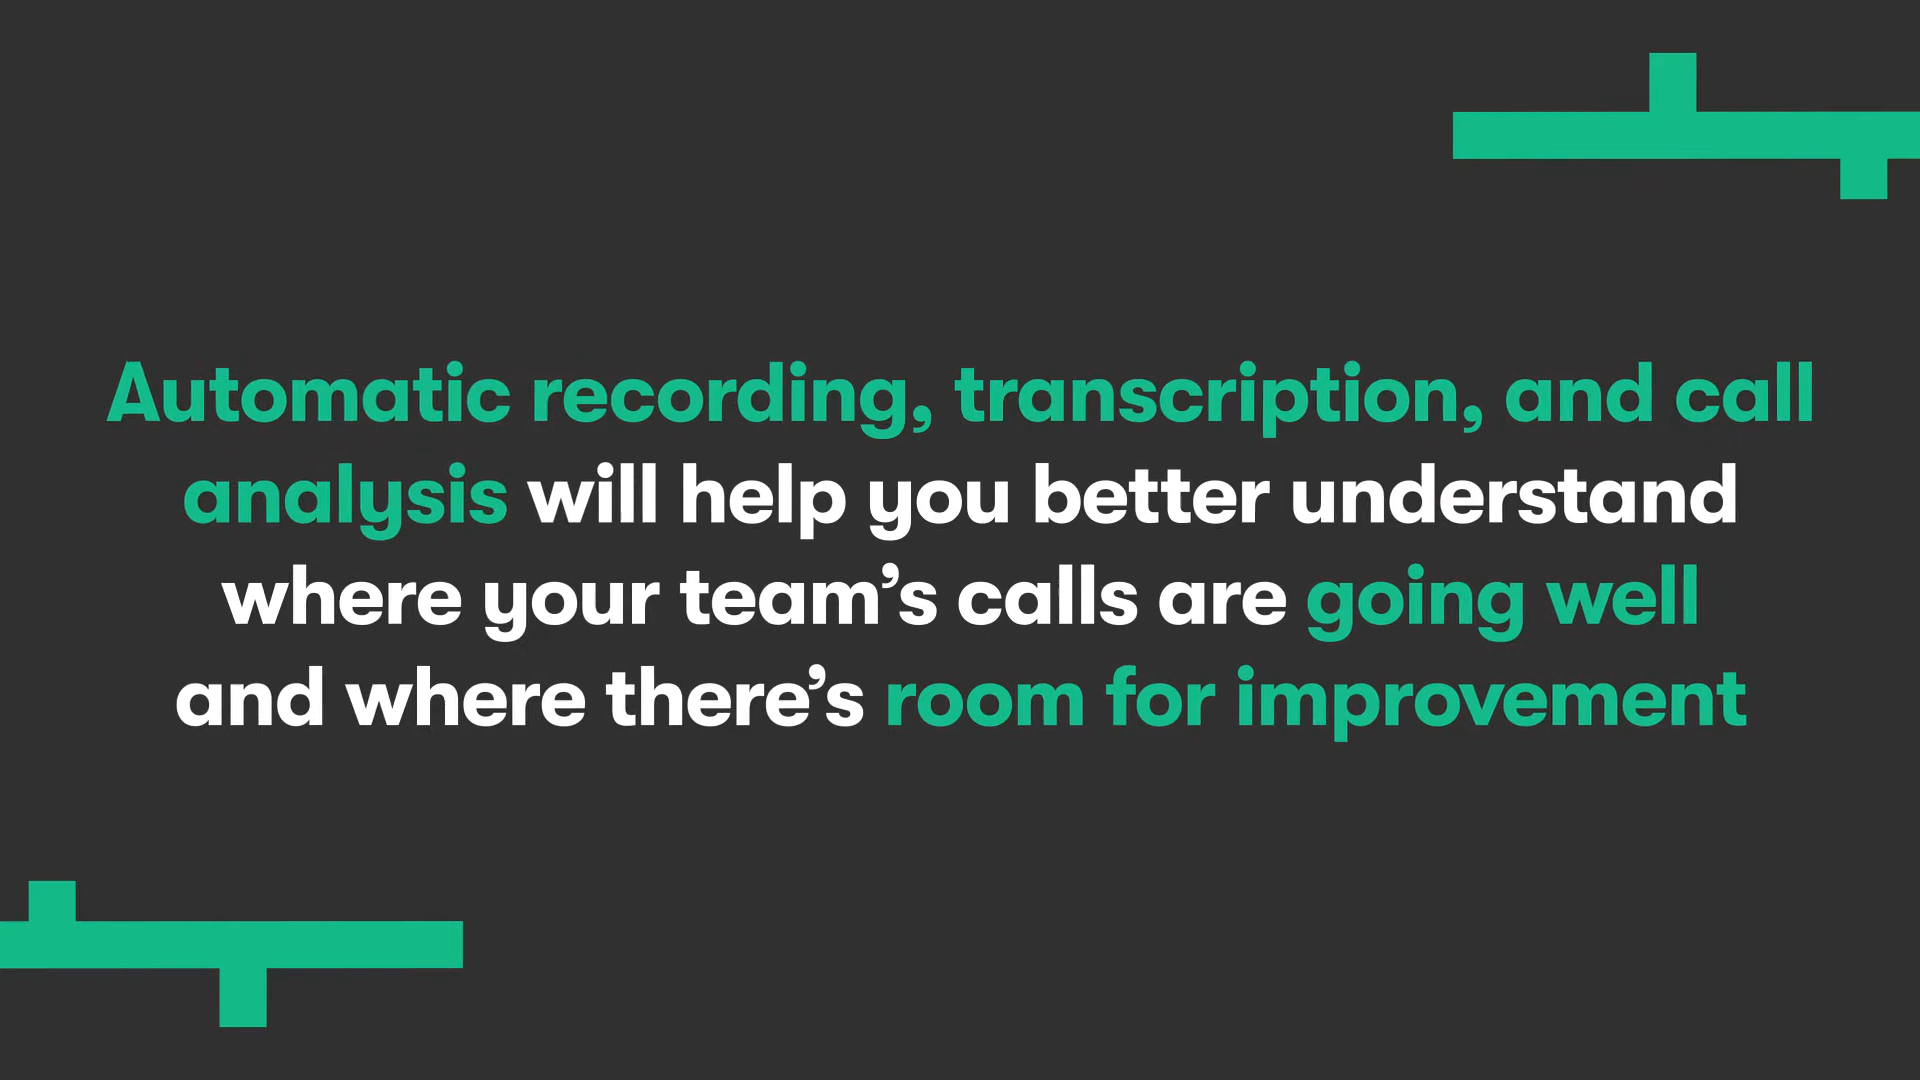 Automatic recording, transcription, and call
analysis will help you better understand
where your team’s calls are going well
and where there’s room for improvement